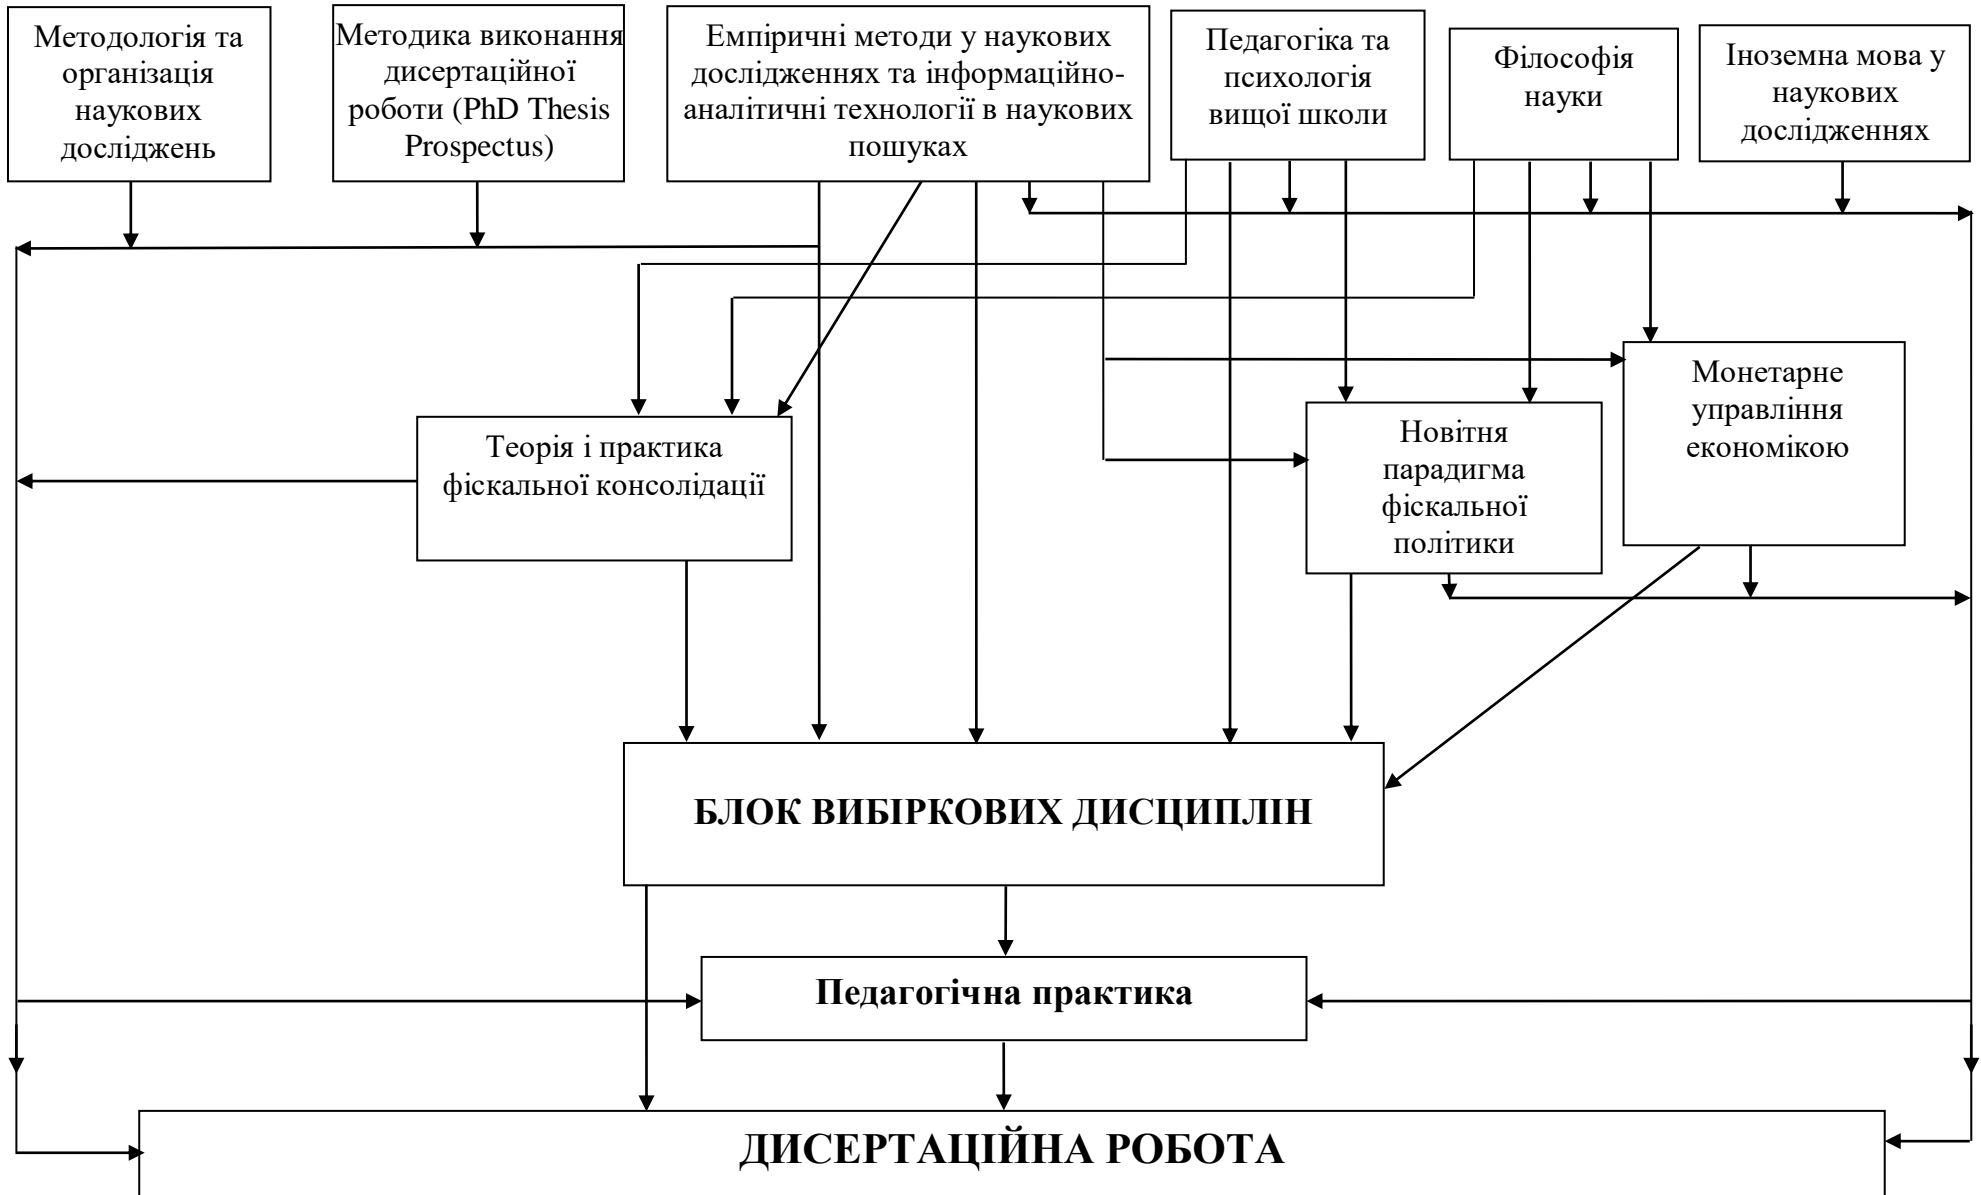 Методологія та
організація
наукових
досліджень
Методика виконання
дисертаційної
роботи (PhD Thesis
Prospectus)
Емпіричні методи у наукових
дослідженнях та інформаційно-
аналітичні технології в наукових
пошуках
Педагогіка та
психологія
вищої школи
Філософія
науки
Іноземна мова у
наукових
дослідженнях
Монетарне
управління
економікою
Теорія і практика
фіскальної консолідації
Новітня
парадигма
фіскальної
політики
БЛОК ВИБІРКОВИХ ДИСЦИПЛІН
Педагогічна практика
ДИСЕРТАЦІЙНА РОБОТА